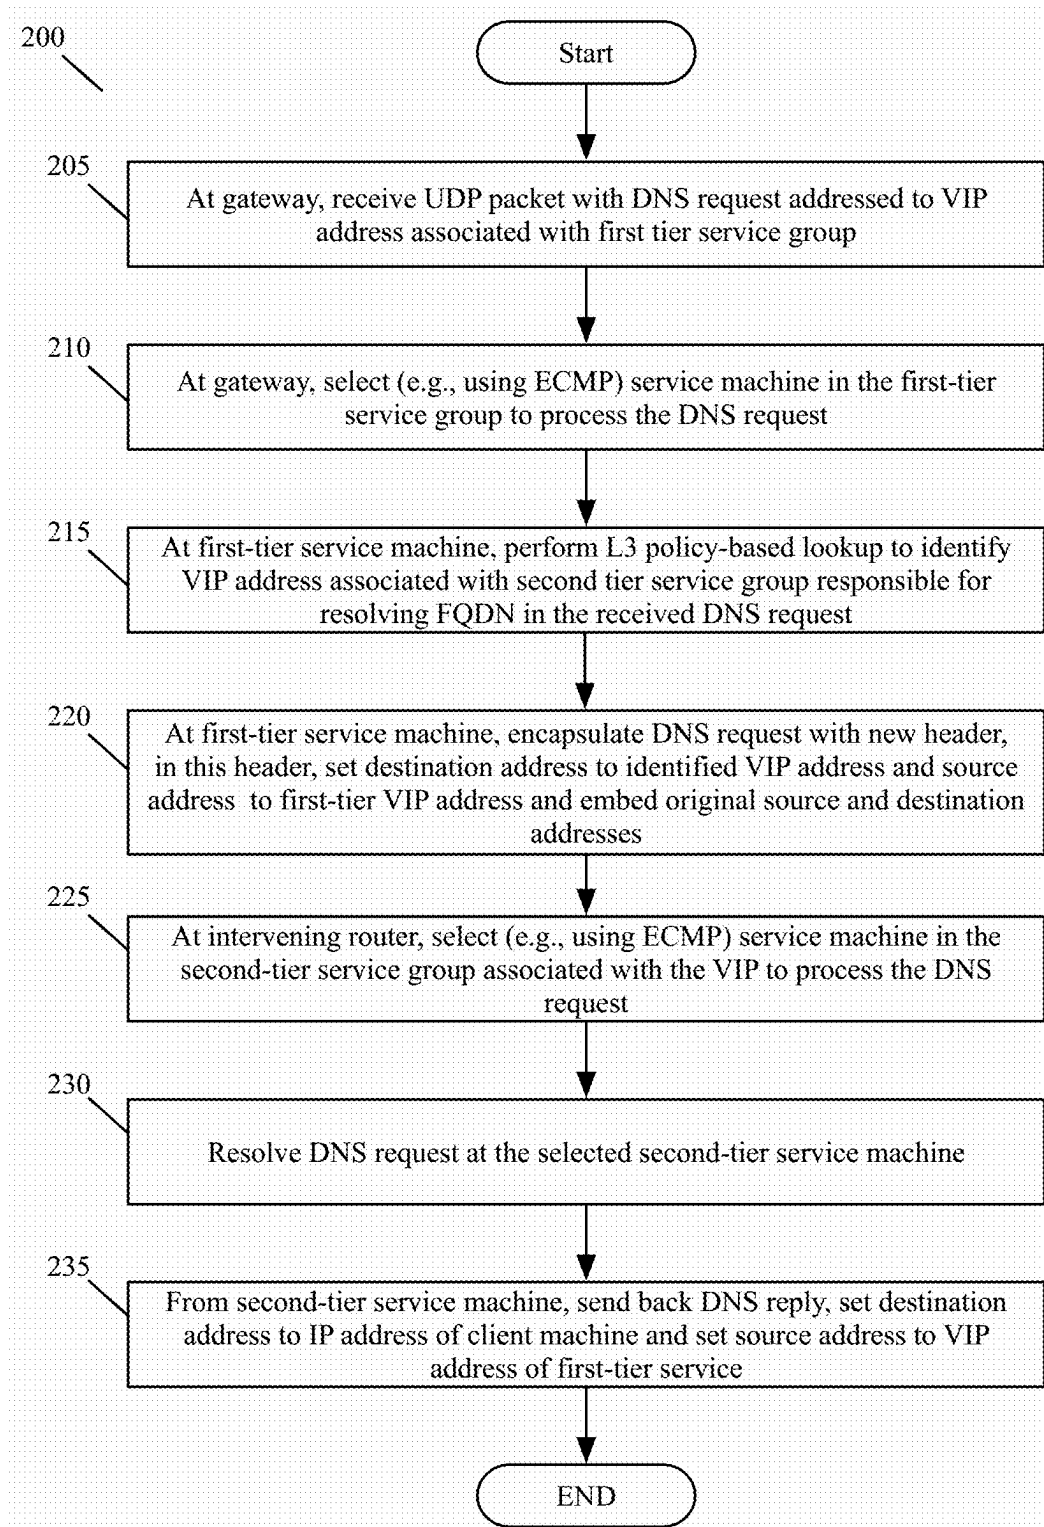 200
Start
205
At gateway, receive UDP packet with DNS request addressed to VIP
address associated with first tier service group
210
At gateway, select (e.g., using ECMP) service machine in the first-tier
service group to process the DNS request
215
At first-tier service machine, perform L3 policy-based lookup to identify
VIP address associated with second tier service group responsible for
resolving FQDN in the received DNS request
220
At first-tier service machine, encapsulate DNS request with new header,
in this header, set destination address to identified VIP address and source
address to first-tier VIP address and embed original source and destination
addresses
225
At intervening router, select (e.g., using ECMP) service machine in the
second-tier service group associated with the VIP to process the DNS
request
230
Resolve DNS request at the selected second-tier service machine
235
From second-tier service machine, send back DNS reply, set destination
address to IP address of client machine and set source address to VIP
address of first-tier service
END